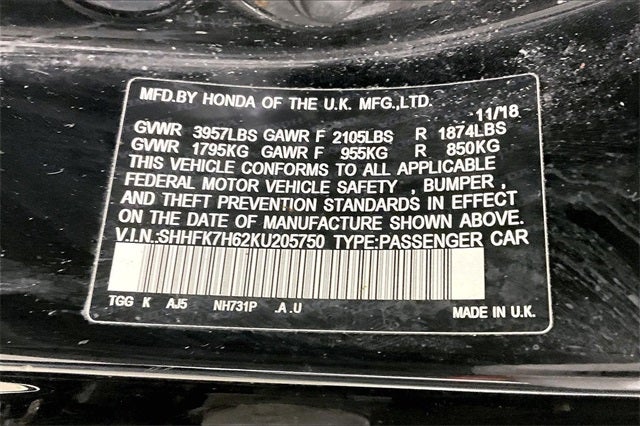 MFD.BY HONDA OF THE U.K. MFG.,LTD.
11/18
GVWR 3957LBS GAWR F 2105LBS R 1874LBS
GVWR 1795KG GAWR F 955KG R 850KG
THIS VEHICLE CONFORMS TO ALL APPLICABLE
FEDERAL MOTOR VEHICLE SAFETY , BUMPER ,
AND THEFT PREVENTION STANDARDS IN EFFECT
ON THE DATE OF MANUFACTURE SHOWN ABOVE.
V.I.N.:SHHFK7H62KU205750 TYPE:PASSENGER CAR
TGG K AJ5 NH731P .A.U MADE IN U.K.